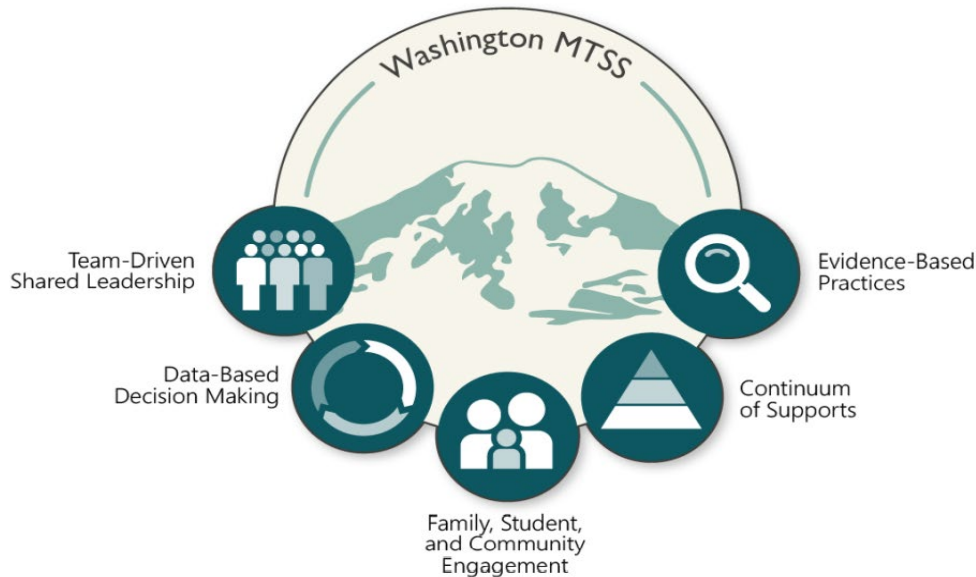 Washington MTSS
Team-Driven
Shared Leadership
Data-Based
Decision Making
Family, Student,
and Community
Engagement
Continuum
of Supports
Evidence-Based
Practices